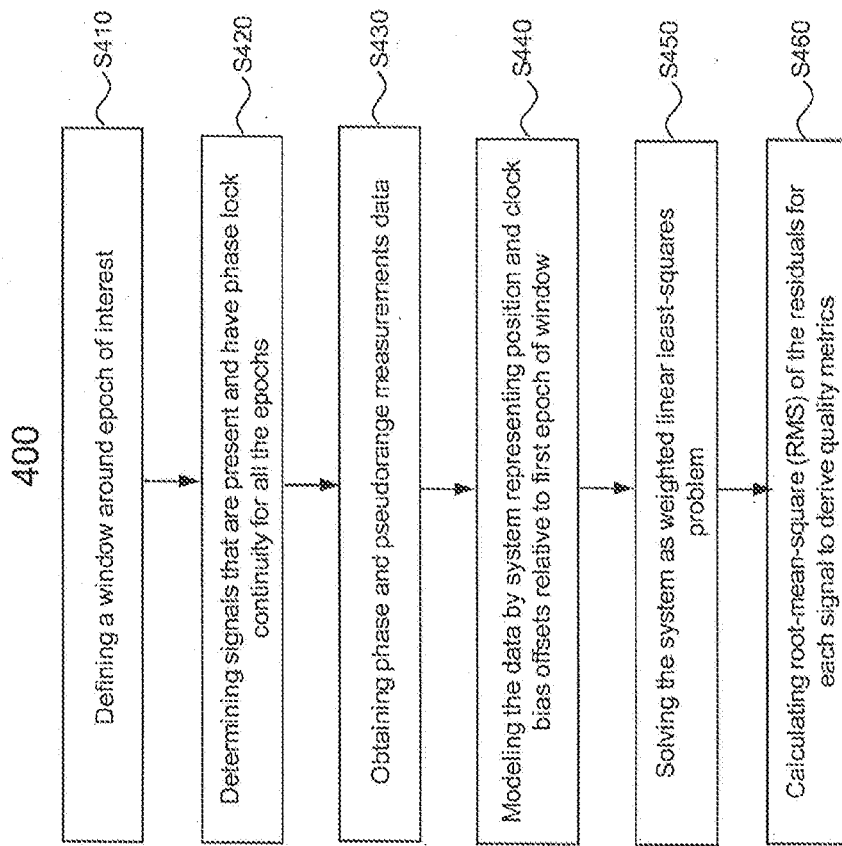 400
Defining a window around epoch of interest
S410
Determining signals that are present and have phase lock
continuity for all the epochs
S420
Obtaining phase and pseudorange measurements data
S430
Modeling the data by system representing position and clock
bias offsets relative to first epoch of window
S440
Solving the system as weighted linear least-squares
problem
S450
Calculating root-mean-square (RMS) of the residuals for
each signal to derive quality metrics
S460